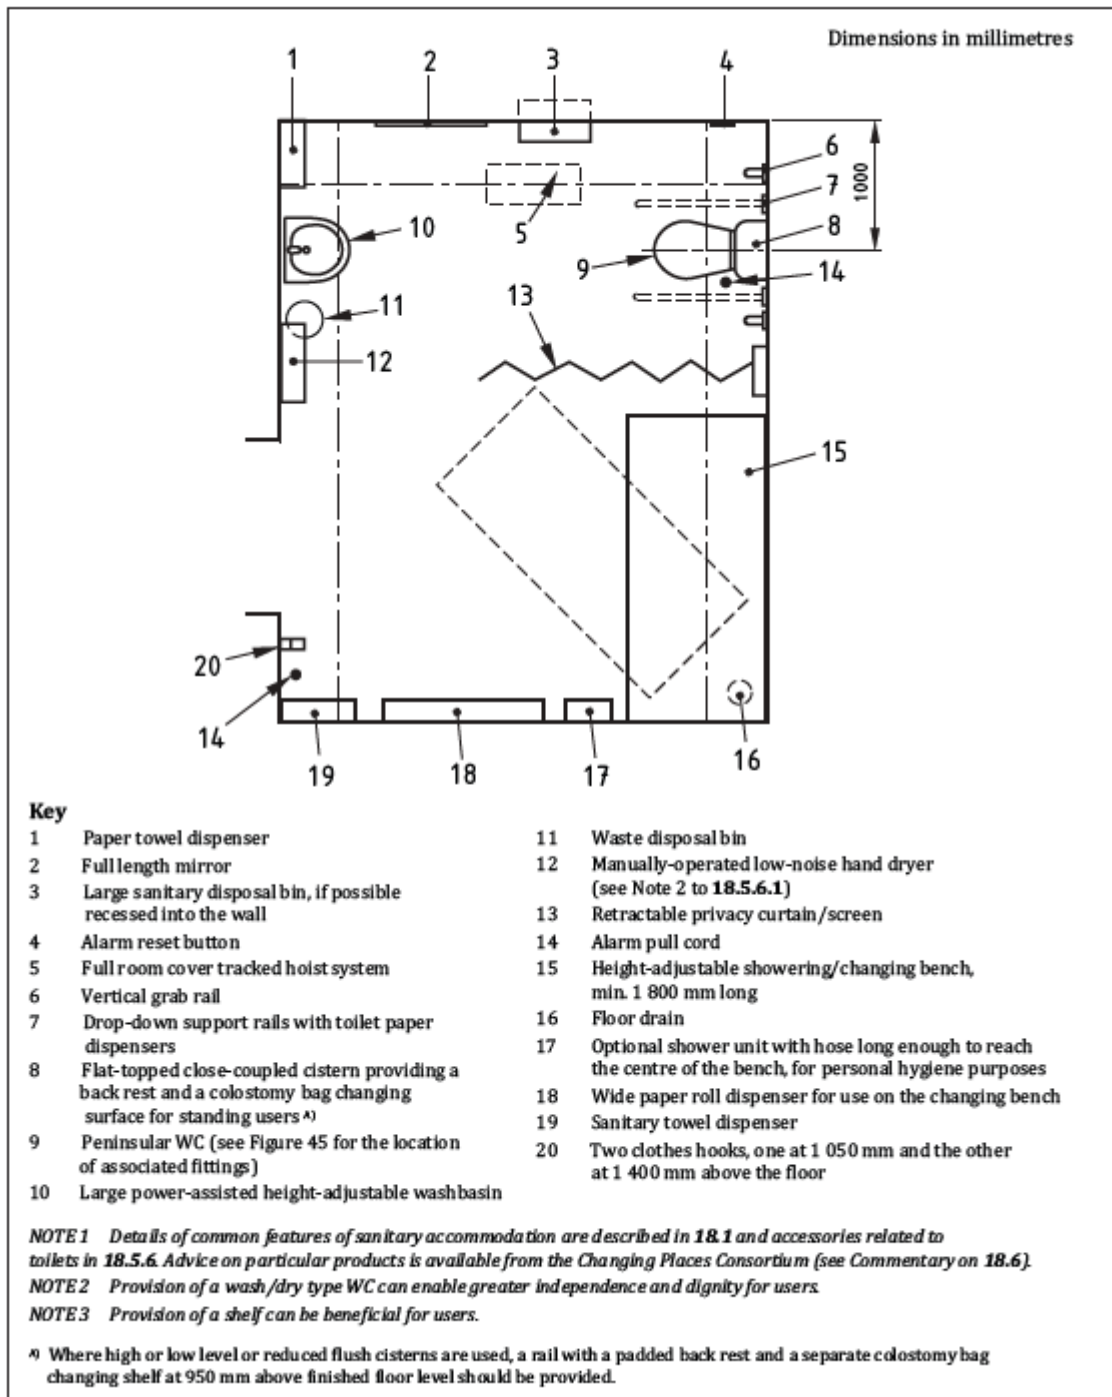 Dimensions in millimetres
1 2 3 4
6
7
1000
5
8
10
9
14
11
13
12
15
20
14
19 18 17 16
Key
1 Paper towel dispenser
2 Full length mirror
3 Large sanitary disposal bin, if possible
recessed into the wall
4 Alarm reset button
5 Full room cover tracked hoist system
6 Vertical grab rail
7 Drop-down support rails with toilet paper
dispensers
8 Flat-topped close-coupled cistern providing a
back rest and a colostomy bag changing
surface for standing users A)
9 Peninsular WC (see Figure 45 for the location
of associated fittings)
10 Large power-assisted height-adjustable washbasin
11 Waste disposal bin
12 Manually-operated low-noise hand dryer
(see Note 2 to 18.5.6.1)
13 Retractable privacy curtain/screen
14 Alarm pull cord
15 Height-adjustable showering/changing bench,
min. 1 800 mm long
16 Floor drain
17 Optional shower unit with hose long enough to reach
the centre of the bench, for personal hygiene purposes
18 Wide paper roll dispenser for use on the changing bench
19 Sanitary towel dispenser
20 Two clothes hooks, one at 1 050 mm and the other
at 1 400 mm above the floor
NOTE 1 Details of common features of sanitary accommodation are described in 18.1 and accessories related to
toilets in 18.5.6. Advice on particular products is available from the Changing Places Consortium (see Commentary on 18.6).
NOTE 2 Provision of a wash/dry type WC can enable greater independence and dignity for users.
NOTE 3 Provision of a shelf can be beneficial for users.
A) Where high or low level or reduced flush cisterns are used, a rail with a padded back rest and a separate colostomy bag
changing shelf at 950 mm above finished floor level should be provided.